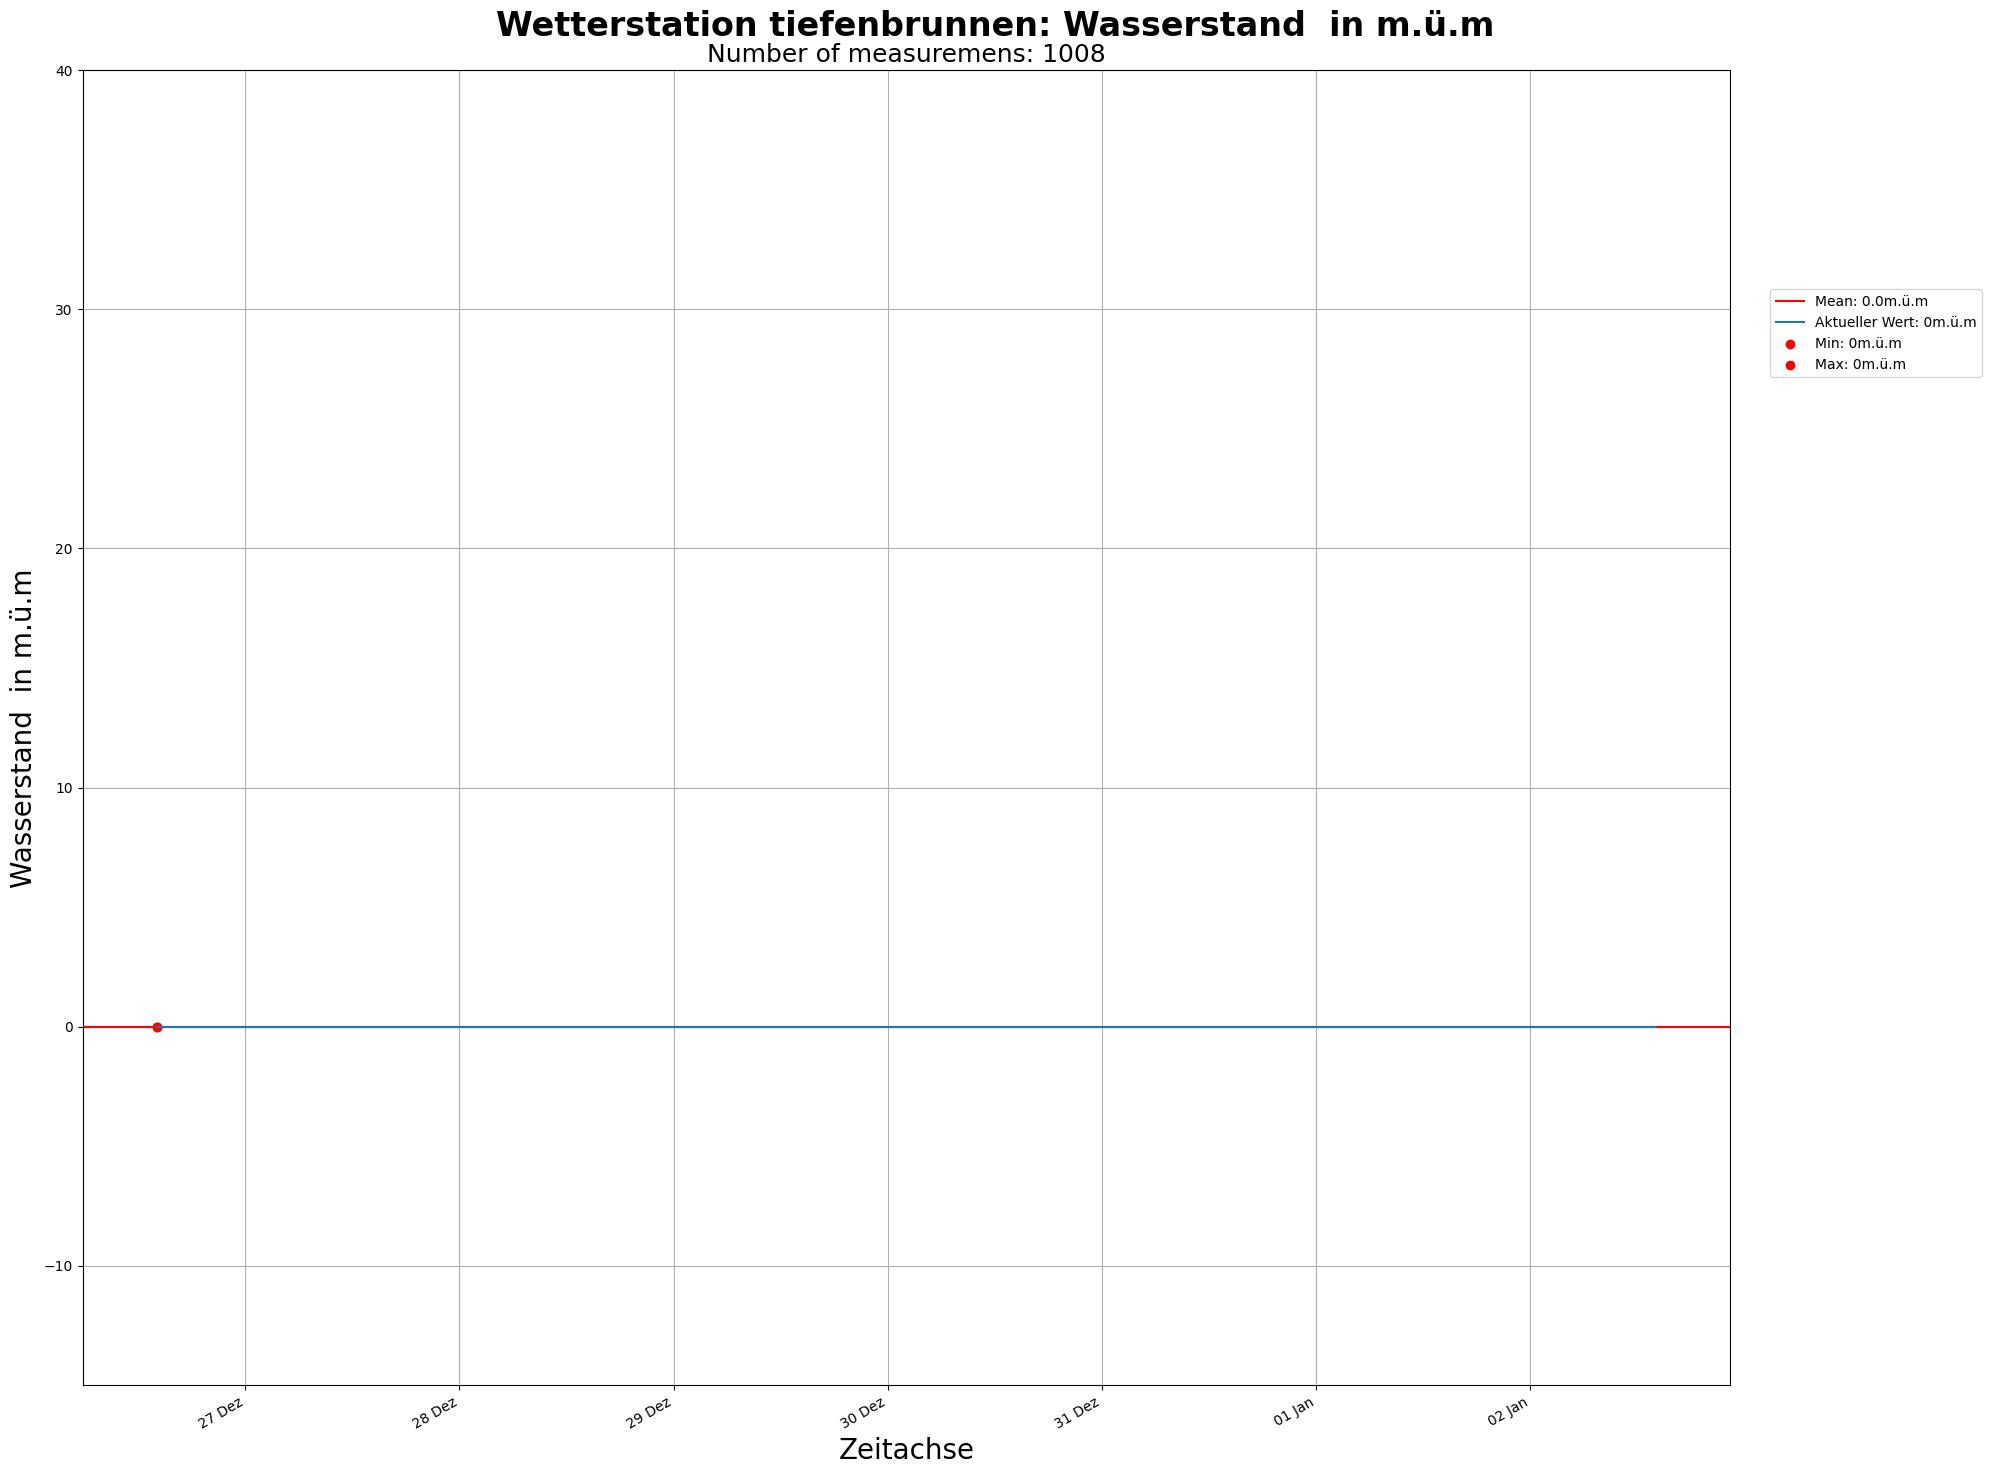 Wetterstation tiefenbrunnen: Wasserstand  in m.ü.m
Number of measuremens: 1008
40
30
20
10
0
−10
Wasserstand  in m.ü.m
Mean: 0.0m.ü.m
Aktueller Wert: 0m.ü.m
Min: 0m.ü.m
Max: 0m.ü.m
27 Dez
28 Dez
29 Dez
30 Dez
31 Dez
01 Jan
02 Jan
Zeitachse